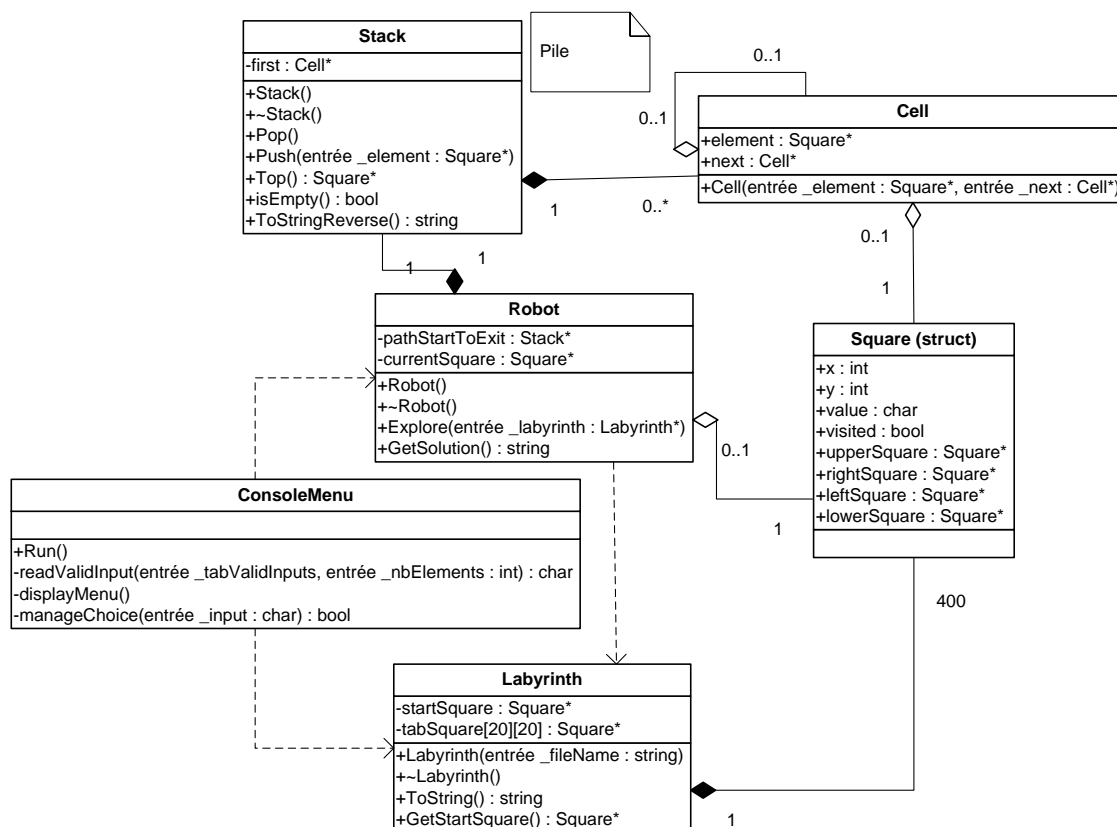 Stack
-first : Cell*
+Stack()
+~Stack()
+Pop()
+Push(entrée _element : Square*)
+Top() : Square*
+isEmpty() : bool
+ToStringReverse() : string
Pile
0..1
0..1
Cell
+element : Square*
+next : Cell*
+Cell(entrée _element : Square*, entrée _next : Cell*)
1
0..*
0..1
1
1
1
Robot
-pathStartToExit : Stack*
-currentSquare : Square*
+Robot()
+~Robot()
+Explore(entrée _labyrinth : Labyrinth*)
+GetSolution() : string
0..1
1
Square (struct)
+x : int
+y : int
+value : char
+visited : bool
+upperSquare : Square*
+rightSquare : Square*
+leftSquare : Square*
+lowerSquare : Square*
ConsoleMenu
+Run()
-readValidInput(entrée _tabValidInputs, entrée _nbElements : int) : char
-displayMenu()
-manageChoice(entrée _input : char) : bool
400
Labyrinth
-startSquare : Square*
-tabSquare[20][20] : Square*
+Labyrinth(entrée _fileName : string)
+~Labyrinth()
+ToString() : string
+GetStartSquare() : Square*
1